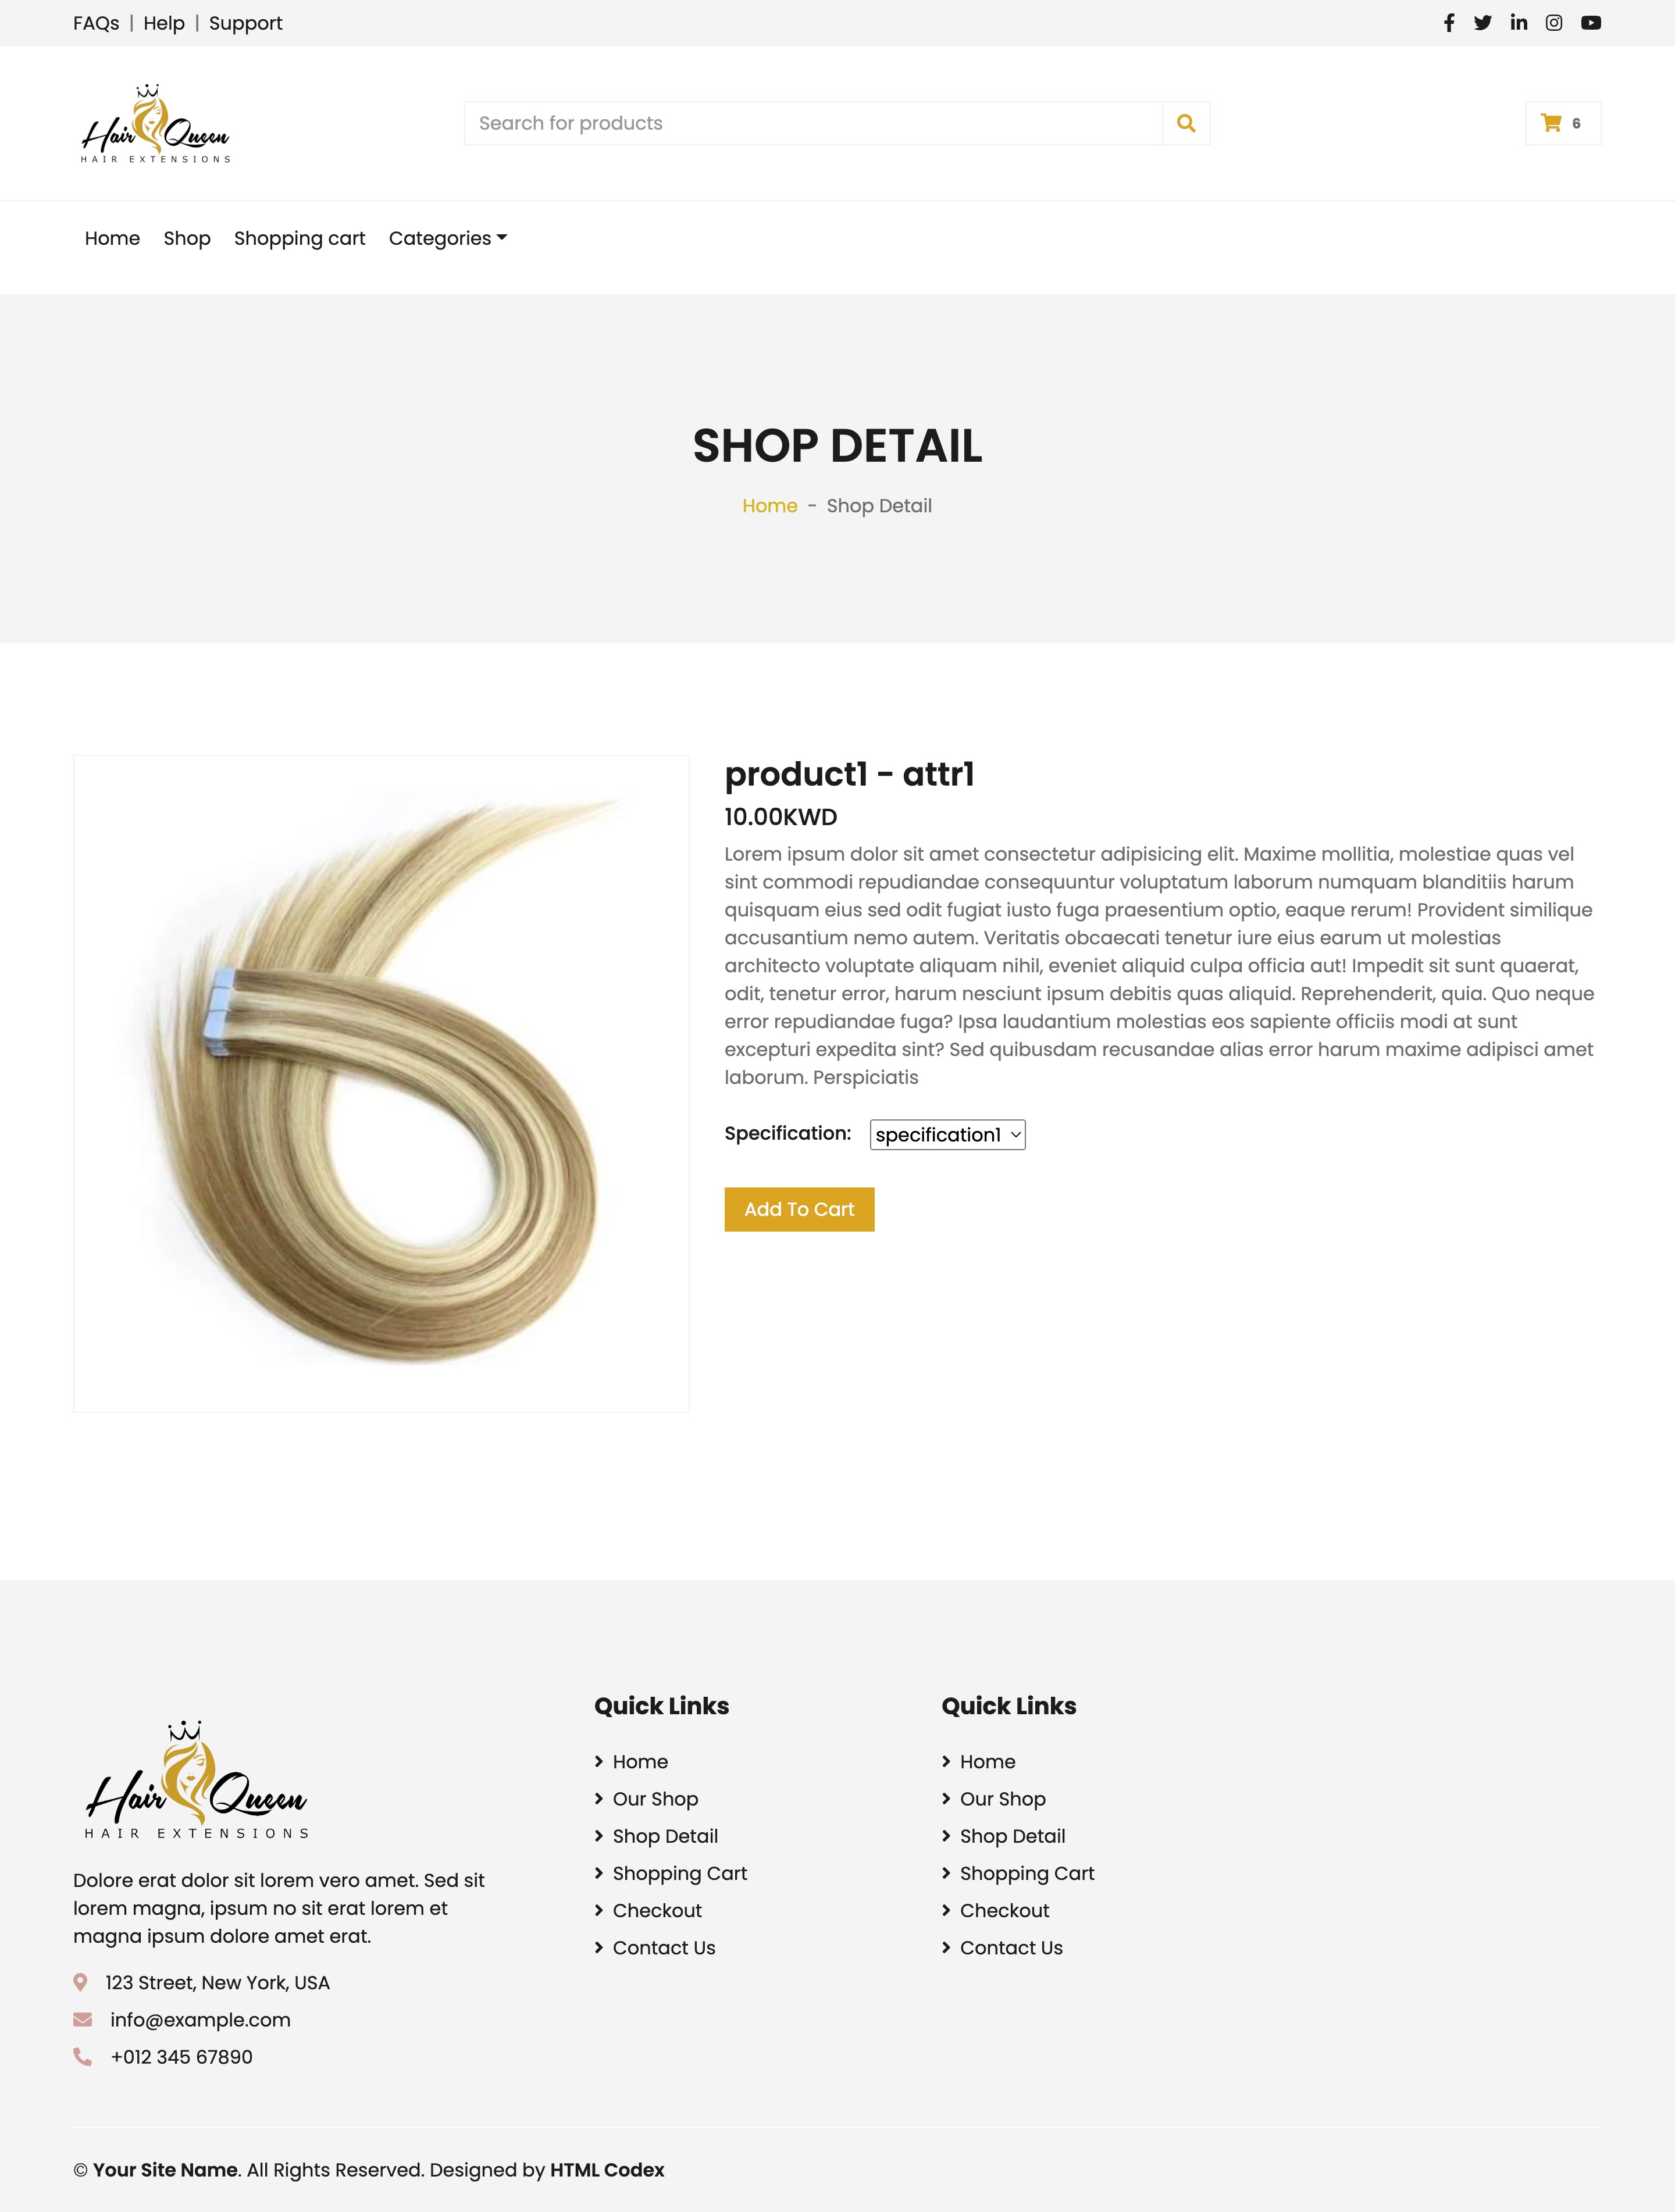 FAQs | Help | Support
Hair Queen
HAIR EXTENSIONS
Search for products
6
Home Shop Shopping cart Categories
SHOP DETAIL
Home - Shop Detail
product1 - attr1
10.00KWD
Lorem ipsum dolor sit amet consectetur adipisicing elit. Maxime mollitia, molestiae quas vel
sint commodi repudiandae consequuntur voluptatum laborum numquam blanditiis harum
quisquam eius sed odit fugiat iusto fuga praesentium optio, eaque rerum! Provident similique
accusantium nemo autem. Veritatis obcaecati tenetur iure eius earum ut molestias
architecto voluptate aliquam nihil, eveniet aliquid culpa officia aut! Impedit sit sunt quaerat,
odit, tenetur error, harum nesciunt ipsum debitis quas aliquid. Reprehenderit, quia. Quo neque
error repudiandae fuga? Ipsa laudantium molestias eos sapiente officiis modi at sunt
excepturi expedita sint? Sed quibusdam recusandae alias error harum maxime adipisci amet
laborum. Perspiciatis
Specification: specification1
Add To Cart
Hair Queen
HAIR EXTENSIONS
Dolore erat dolor sit lorem vero amet. Sed sit
lorem magna, ipsum no sit erat lorem et
magna ipsum dolore amet erat.
123 Street, New York, USA
info@example.com
+012 345 67890
Quick Links
Home
Our Shop
Shop Detail
Shopping Cart
Checkout
Contact Us
Quick Links
Home
Our Shop
Shop Detail
Shopping Cart
Checkout
Contact Us
© Your Site Name. All Rights Reserved. Designed by HTML Codex